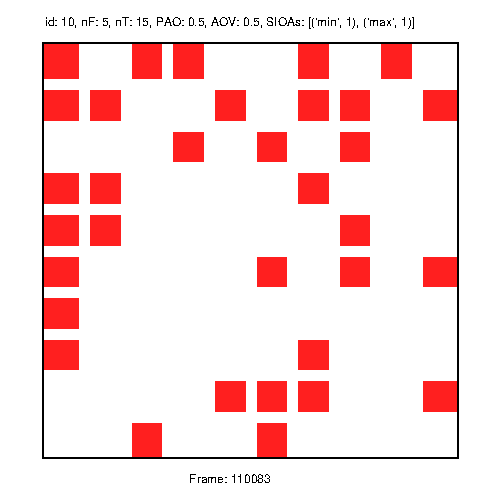 id: 10, nF: 5, nT: 15, PAO: 0.5, AOV: 0.5, SIOAs: [('min', 1), ('max', 1)]
Frame: 110083